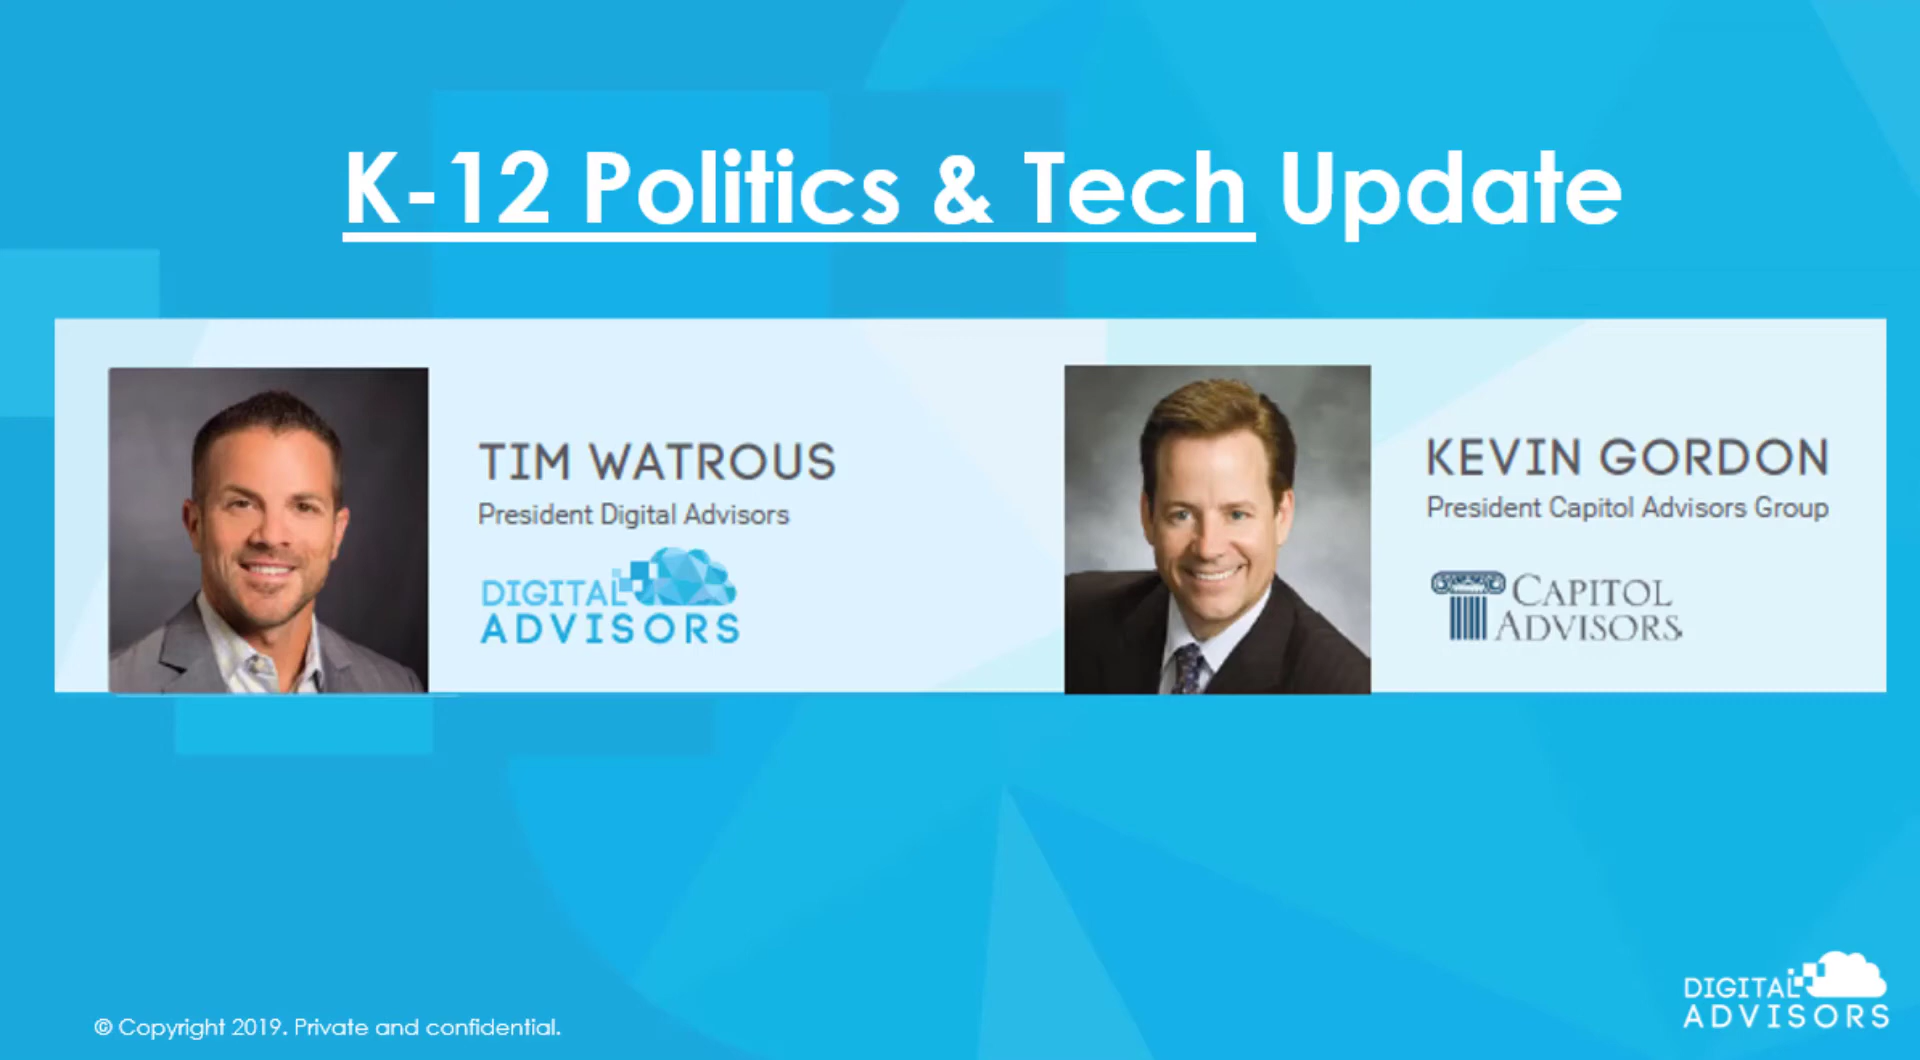 K-12 Politics & Tech Update
TIM WATROUS
President Digital Advisors
DIGITAL
ADVISORS
KEVIN GORDON
President Capitol Advisors Group
CAPITOL
ADVISORS
© Copyright 2019. Private and confidential.
DIGITAL
ADVISORS